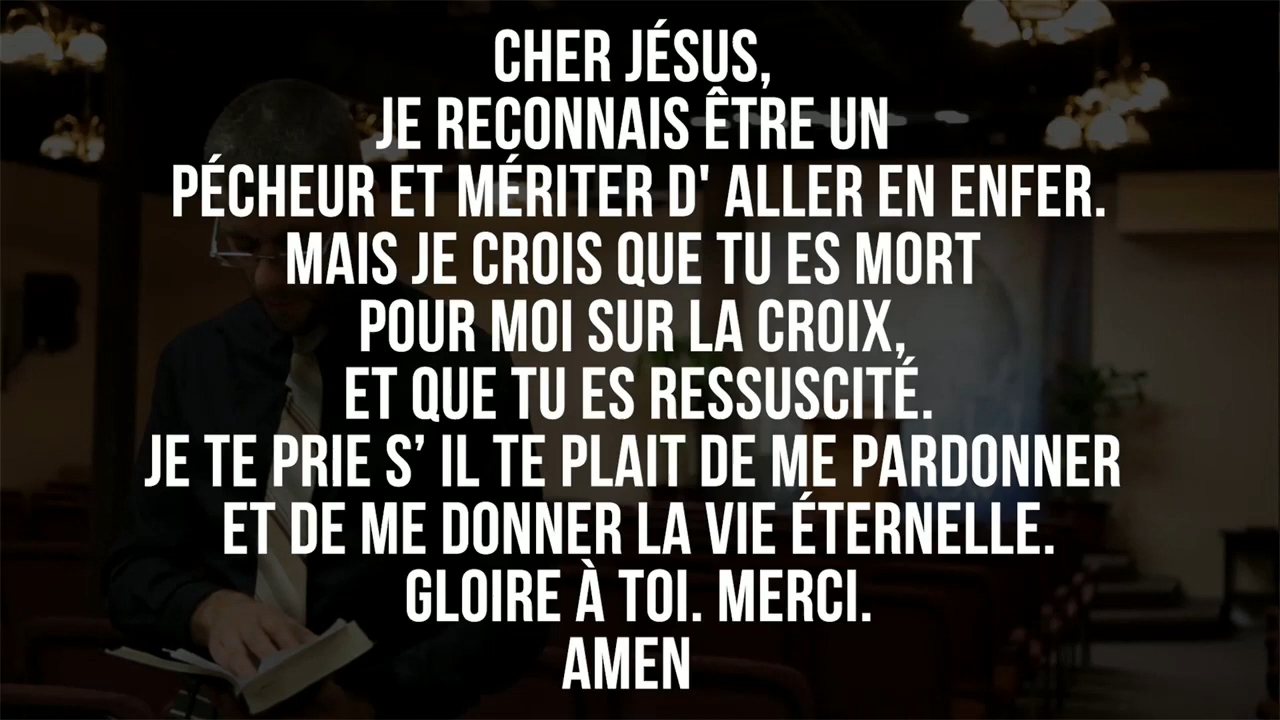 CHER JÉSUS,
JE RECONNAIS ÊTRE UN
PÉCHEUR ET MÉRITER D' ALLER EN ENFER.
MAIS JE CROIS QUE TU ES MORT
POUR MOI SUR LA CROIX,
ET QUE TU ES RESSUSCITÉ.
JE TE PRIE S’ IL TE PLAIT DE ME PARDONNER
ET DE ME DONNER LA VIE ÉTERNELLE.
GLOIRE À TOI. MERCI.
AMEN